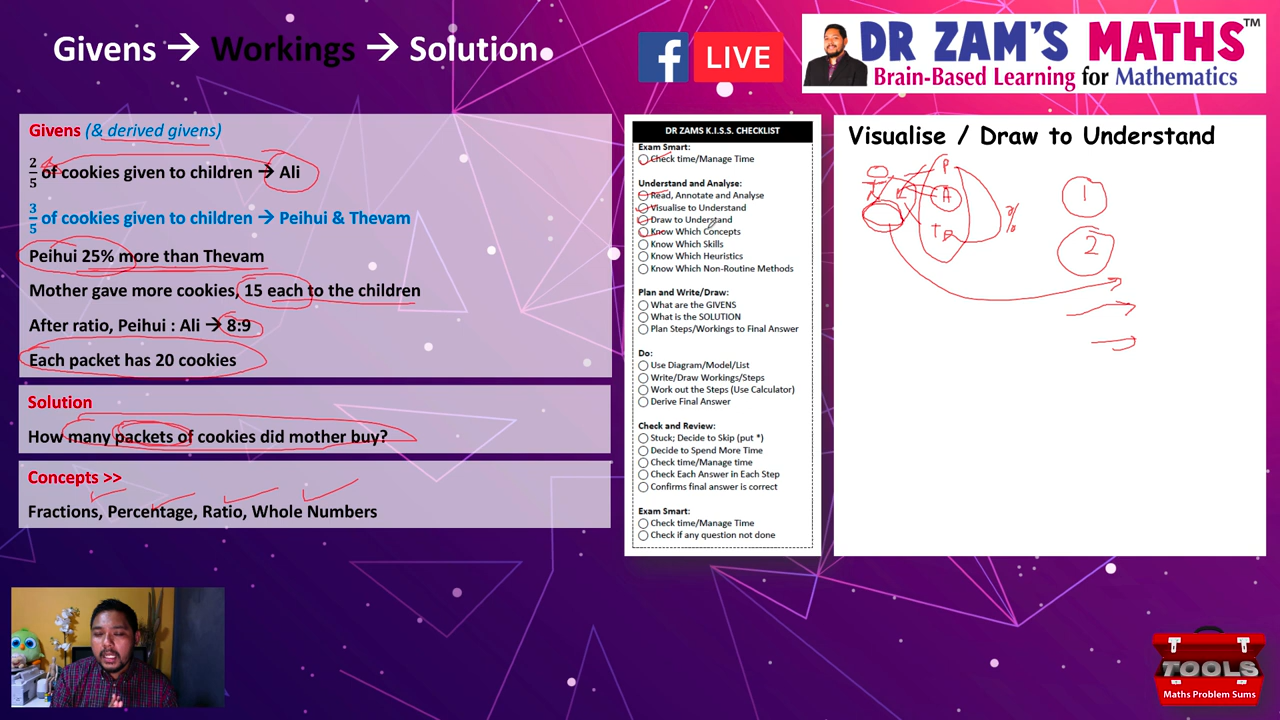 Givens → Workings → Solution
f LIVE
DR ZAM'S MATHS™
Brain-Based Learning for Mathematics
Givens (& derived givens)
2/5 of cookies given to children → Ali
3/5 of cookies given to children → Peihui & Thevam
Peihui 25% more than Thevam
Mother gave more cookies, 15 each to the children
After ratio, Peihui : Ali → 8:9
Each packet has 20 cookies
Solution
How many packets of cookies did mother buy?
Concepts >>
Fractions, Percentage, Ratio, Whole Numbers
DR ZAMS K.I.S.S. CHECKLIST
Exam Smart:
Check time/Manage Time
Understand and Analyse:
Read, Annotate and Analyse
Visualise to Understand
Draw to Understand
Know Which Concepts
Know Which Skills
Know Which Heuristics
Know Which Non-Routine Methods
Plan and Write/Draw:
What are the GIVENS
What is the SOLUTION
Plan Steps/Workings to Final Answer
Do:
Use Diagram/Model/List
Write/Draw Workings/Steps
Work out the Steps (Use Calculator)
Derive Final Answer
Check and Review:
Stuck; Decide to Skip (put *)
Decide to Spend More Time
Check time/Manage time
Check Each Answer in Each Step
Confirms final answer is correct
Exam Smart:
Check time/Manage Time
Check if any question not done
Visualise / Draw to Understand
P
A
T
%
1
2
TOOLS
Maths Problem Sums